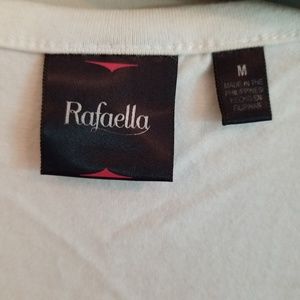 Rafaella
M
MADE IN THE
PHILIPPINES
HECHO EN
FILIPINAS